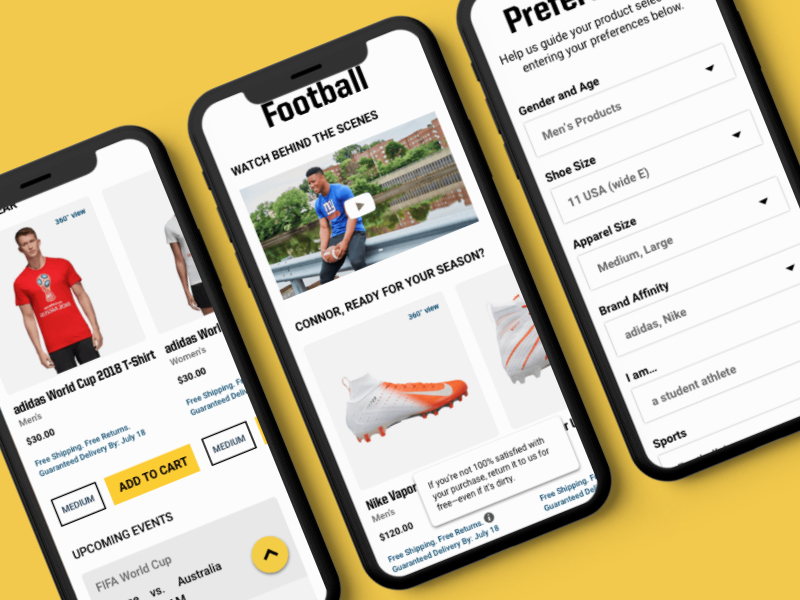 360° view
adidas World Cup 2018 T-Shirt
Men's
$30.00
Free Shipping. Free Returns.
Guaranteed Delivery By: July 18
MEDIUM
ADD TO CART
adidas World
Women's
$30.00
Free Shipping.
Guaranteed Deliv
MEDIUM
UPCOMING EVENTS
FIFA World Cup
vs. Australia
Football
WATCH BEHIND THE SCENES
CONNOR, READY FOR YOUR SEASON?
360° view
Nike Vapor
Men's
$120.00
Free Shipping. Free Returns.
Guaranteed Delivery By: July 18
If you're not 100% satisfied with
your purchase, return it to us for
free—even if it's dirty.
Free Shipping.
Guaranteed
Help us guide your product
entering your preferences below.
Gender and Age
Men's Products
Shoe Size
11 USA (wide E)
Apparel Size
Medium, Large
Brand Affinity
adidas, Nike
I am...
a student athlete
Sports